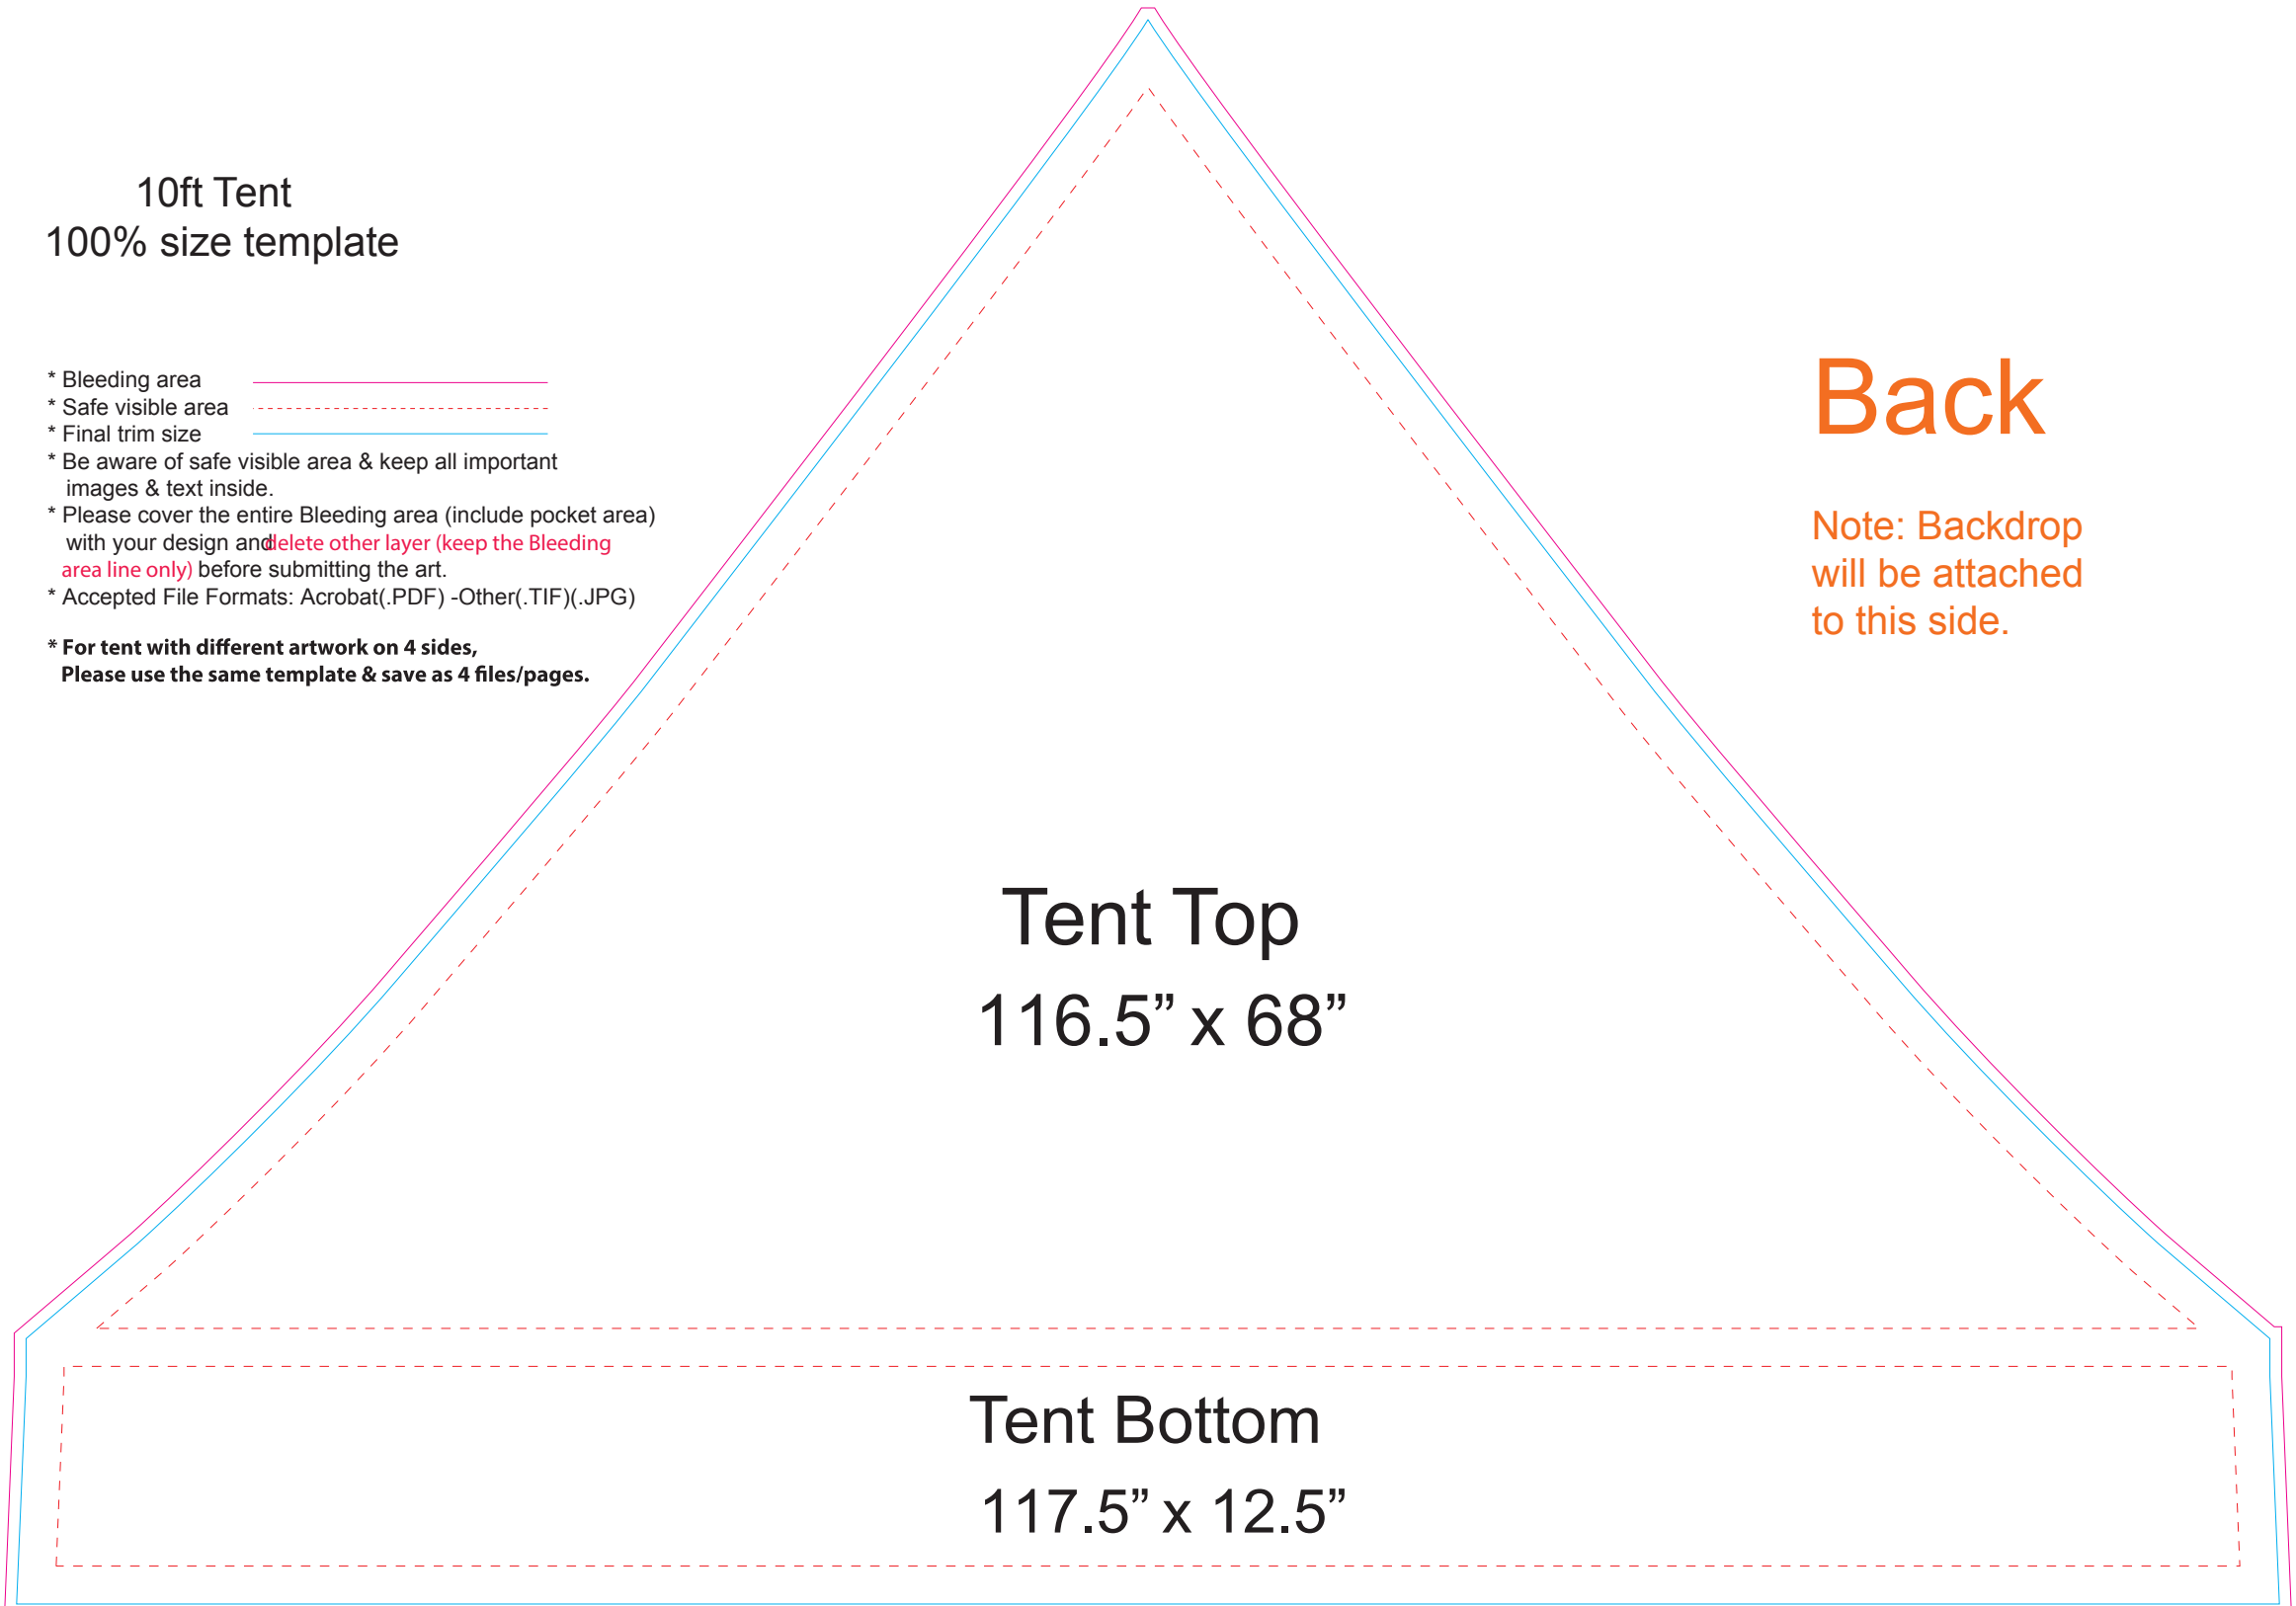 10ft Tent
100% size template
* Bleeding area
* Safe visible area
* Final trim size
* Be aware of safe visible area & keep all important
images & text inside.
* Please cover the entire Bleeding area (include pocket area)
with your design and delete other layer (keep the Bleeding
area line only) before submitting the art.
* Accepted File Formats: Acrobat(.PDF) -Other(.TIF)(.JPG)
* For tent with different artwork on 4 sides,
Please use the same template & save as 4 files/pages.
Back
Note: Backdrop
will be attached
to this side.
Tent Top
116.5” x 68”
Tent Bottom
117.5” x 12.5”